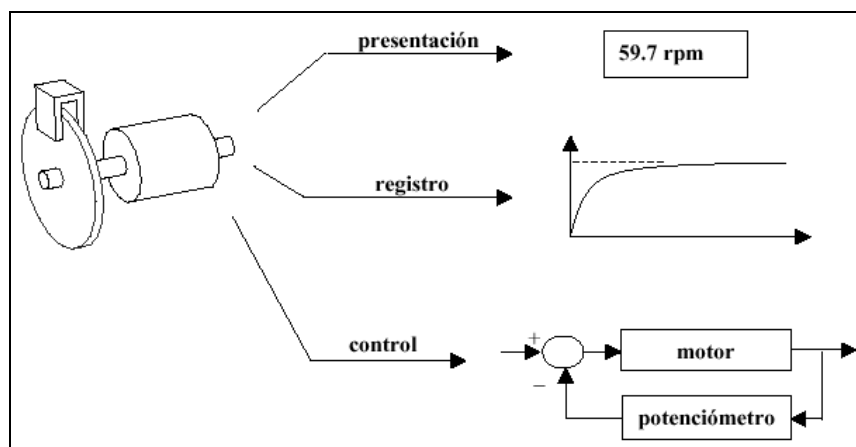 presentación
59.7 rpm
registro
control
+
motor
−
potenciómetro